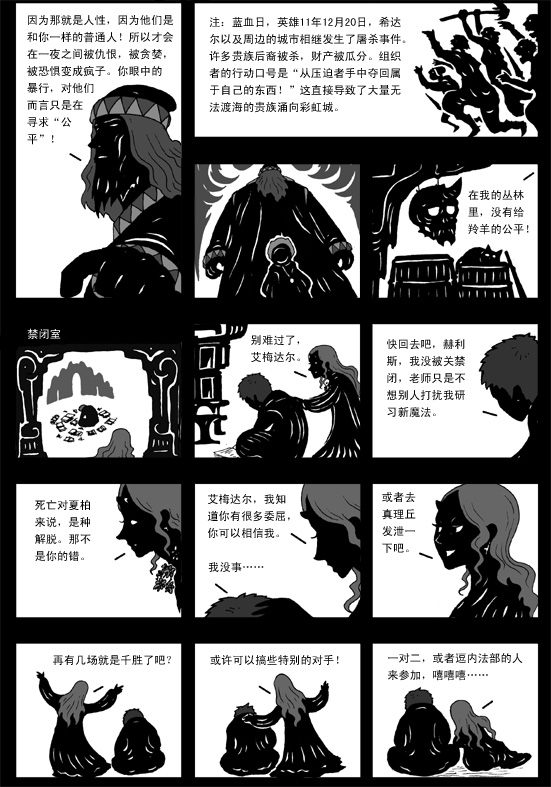 因为那就是人性，因为他们是
和你一样的普通人！所以才会
在一夜之间被仇恨，被贪婪，
被恐惧变成疯子。你眼中的
暴行，对他们
而言只是在
寻求“公
平”！
注：蓝血日，英雄11年12月20日，希达
尔以及周边的城市相继发生了屠杀事件。
许多贵族后裔被杀，财产被瓜分。组织
者的行动口号是“从压迫者手中夺回属
于自己的东西！”这直接导致了大量无
法渡海的贵族涌向彩虹城。
在我的丛林
里，没有给
羚羊的公平！
禁闭室
别难过了，
艾梅达尔。
快回去吧，赫利
斯，我没被关禁
闭，老师只是不
想别人打扰我研
习新魔法。
死亡对夏柏
来说，是种
解脱。那不
是你的错。
艾梅达尔，我知
道你有很多委屈，
你可以相信我。
我没事……
或者去
真理丘
发泄一
下吧。
再有几场就是千胜了吧？
或许可以搞些特别的对手！
一对二，或者逗内法部的人
来参加，嘻嘻嘻……